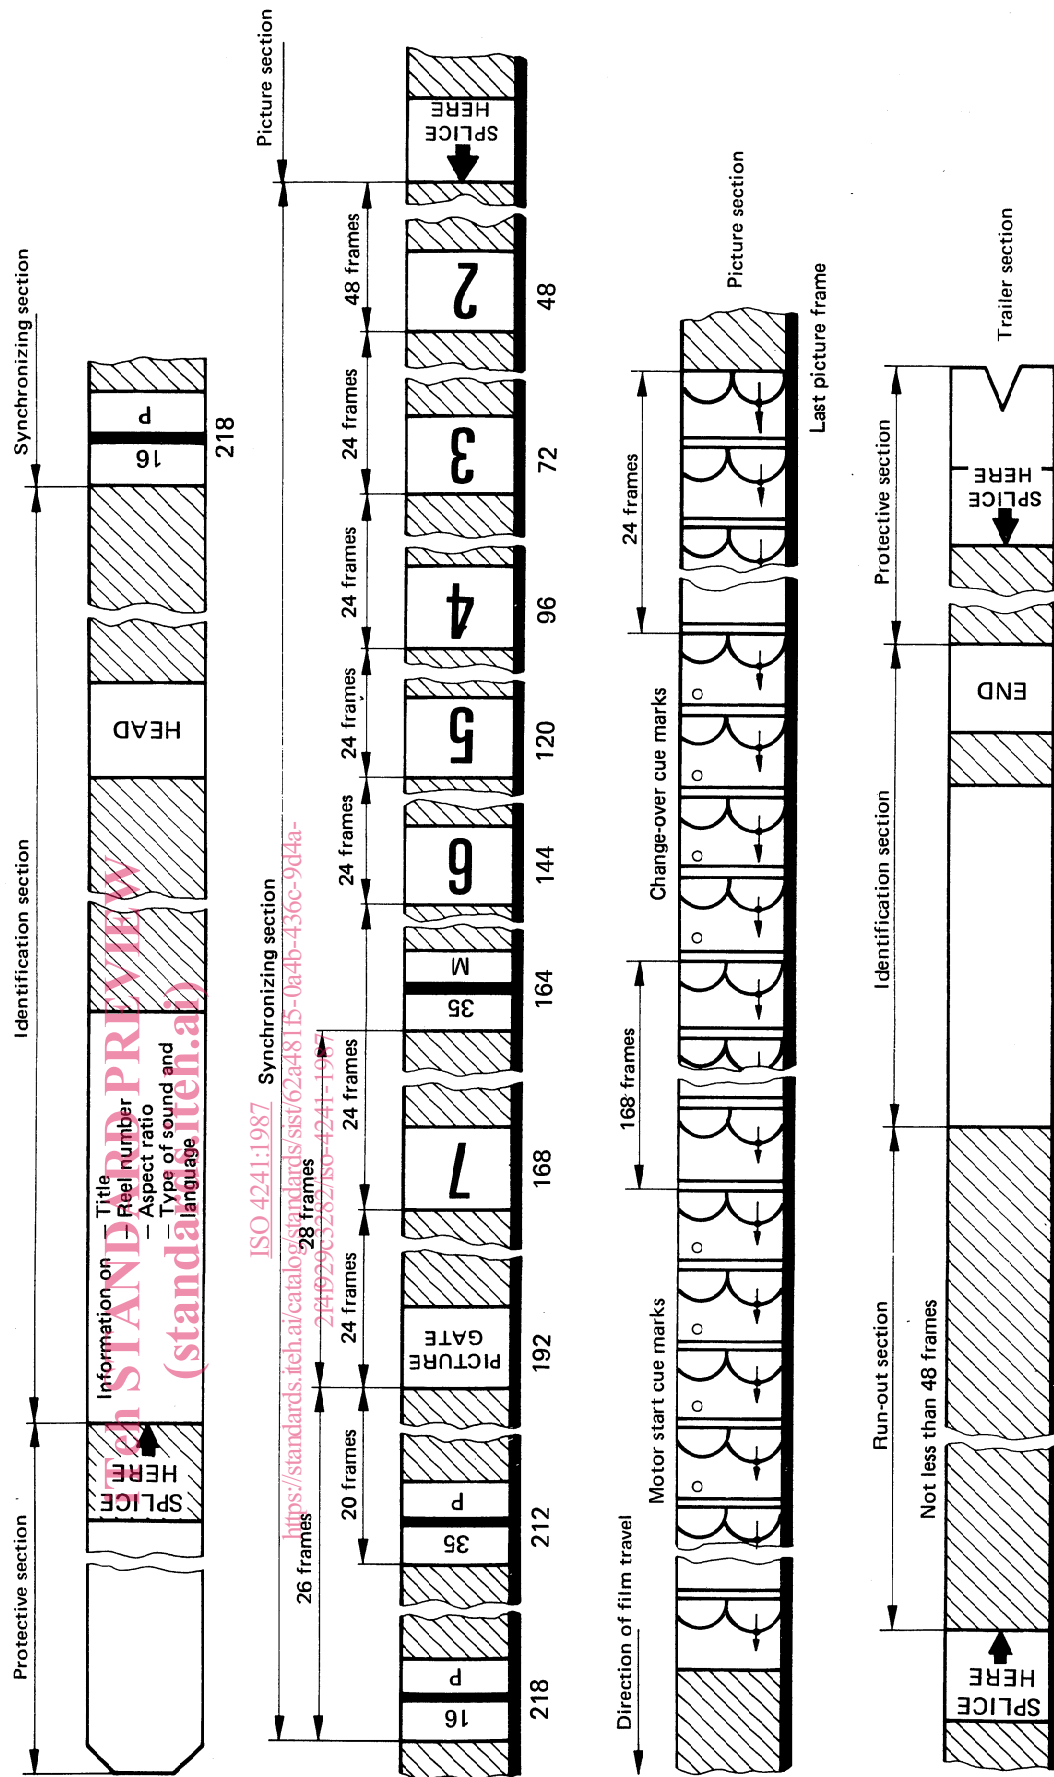 Protective section
Identification section
Synchronizing section
SPLICE
HERE
Information on — Title
— Reel number
— Aspect ratio
— Type of sound and
language
HEAD
16
P
218
Synchronizing section
Picture section
26 frames
28 frames
20 frames
24 frames
24 frames
24 frames
24 frames
24 frames
24 frames
48 frames
16
P
35
P
PICTURE
GATE
7
35
M
6
5
4
3
2
SPLICE
HERE
218
212
192
168
164
144
120
96
72
48
Direction of film travel
Motor start cue marks
168 frames
Change-over cue marks
24 frames
Picture section
Last picture frame
Run-out section
Not less than 48 frames
Identification section
Protective section
Trailer section
SPLICE
HERE
END
SPLICE
HERE
iTeh STANDARD PREVIEW
(standards.iteh.ai)
ISO 4241:1987
https://standards.iteh.ai/catalog/standards/sist/62a481f5-0a4b-436c-9d4a-
2f4f929c3282/iso-4241-1987